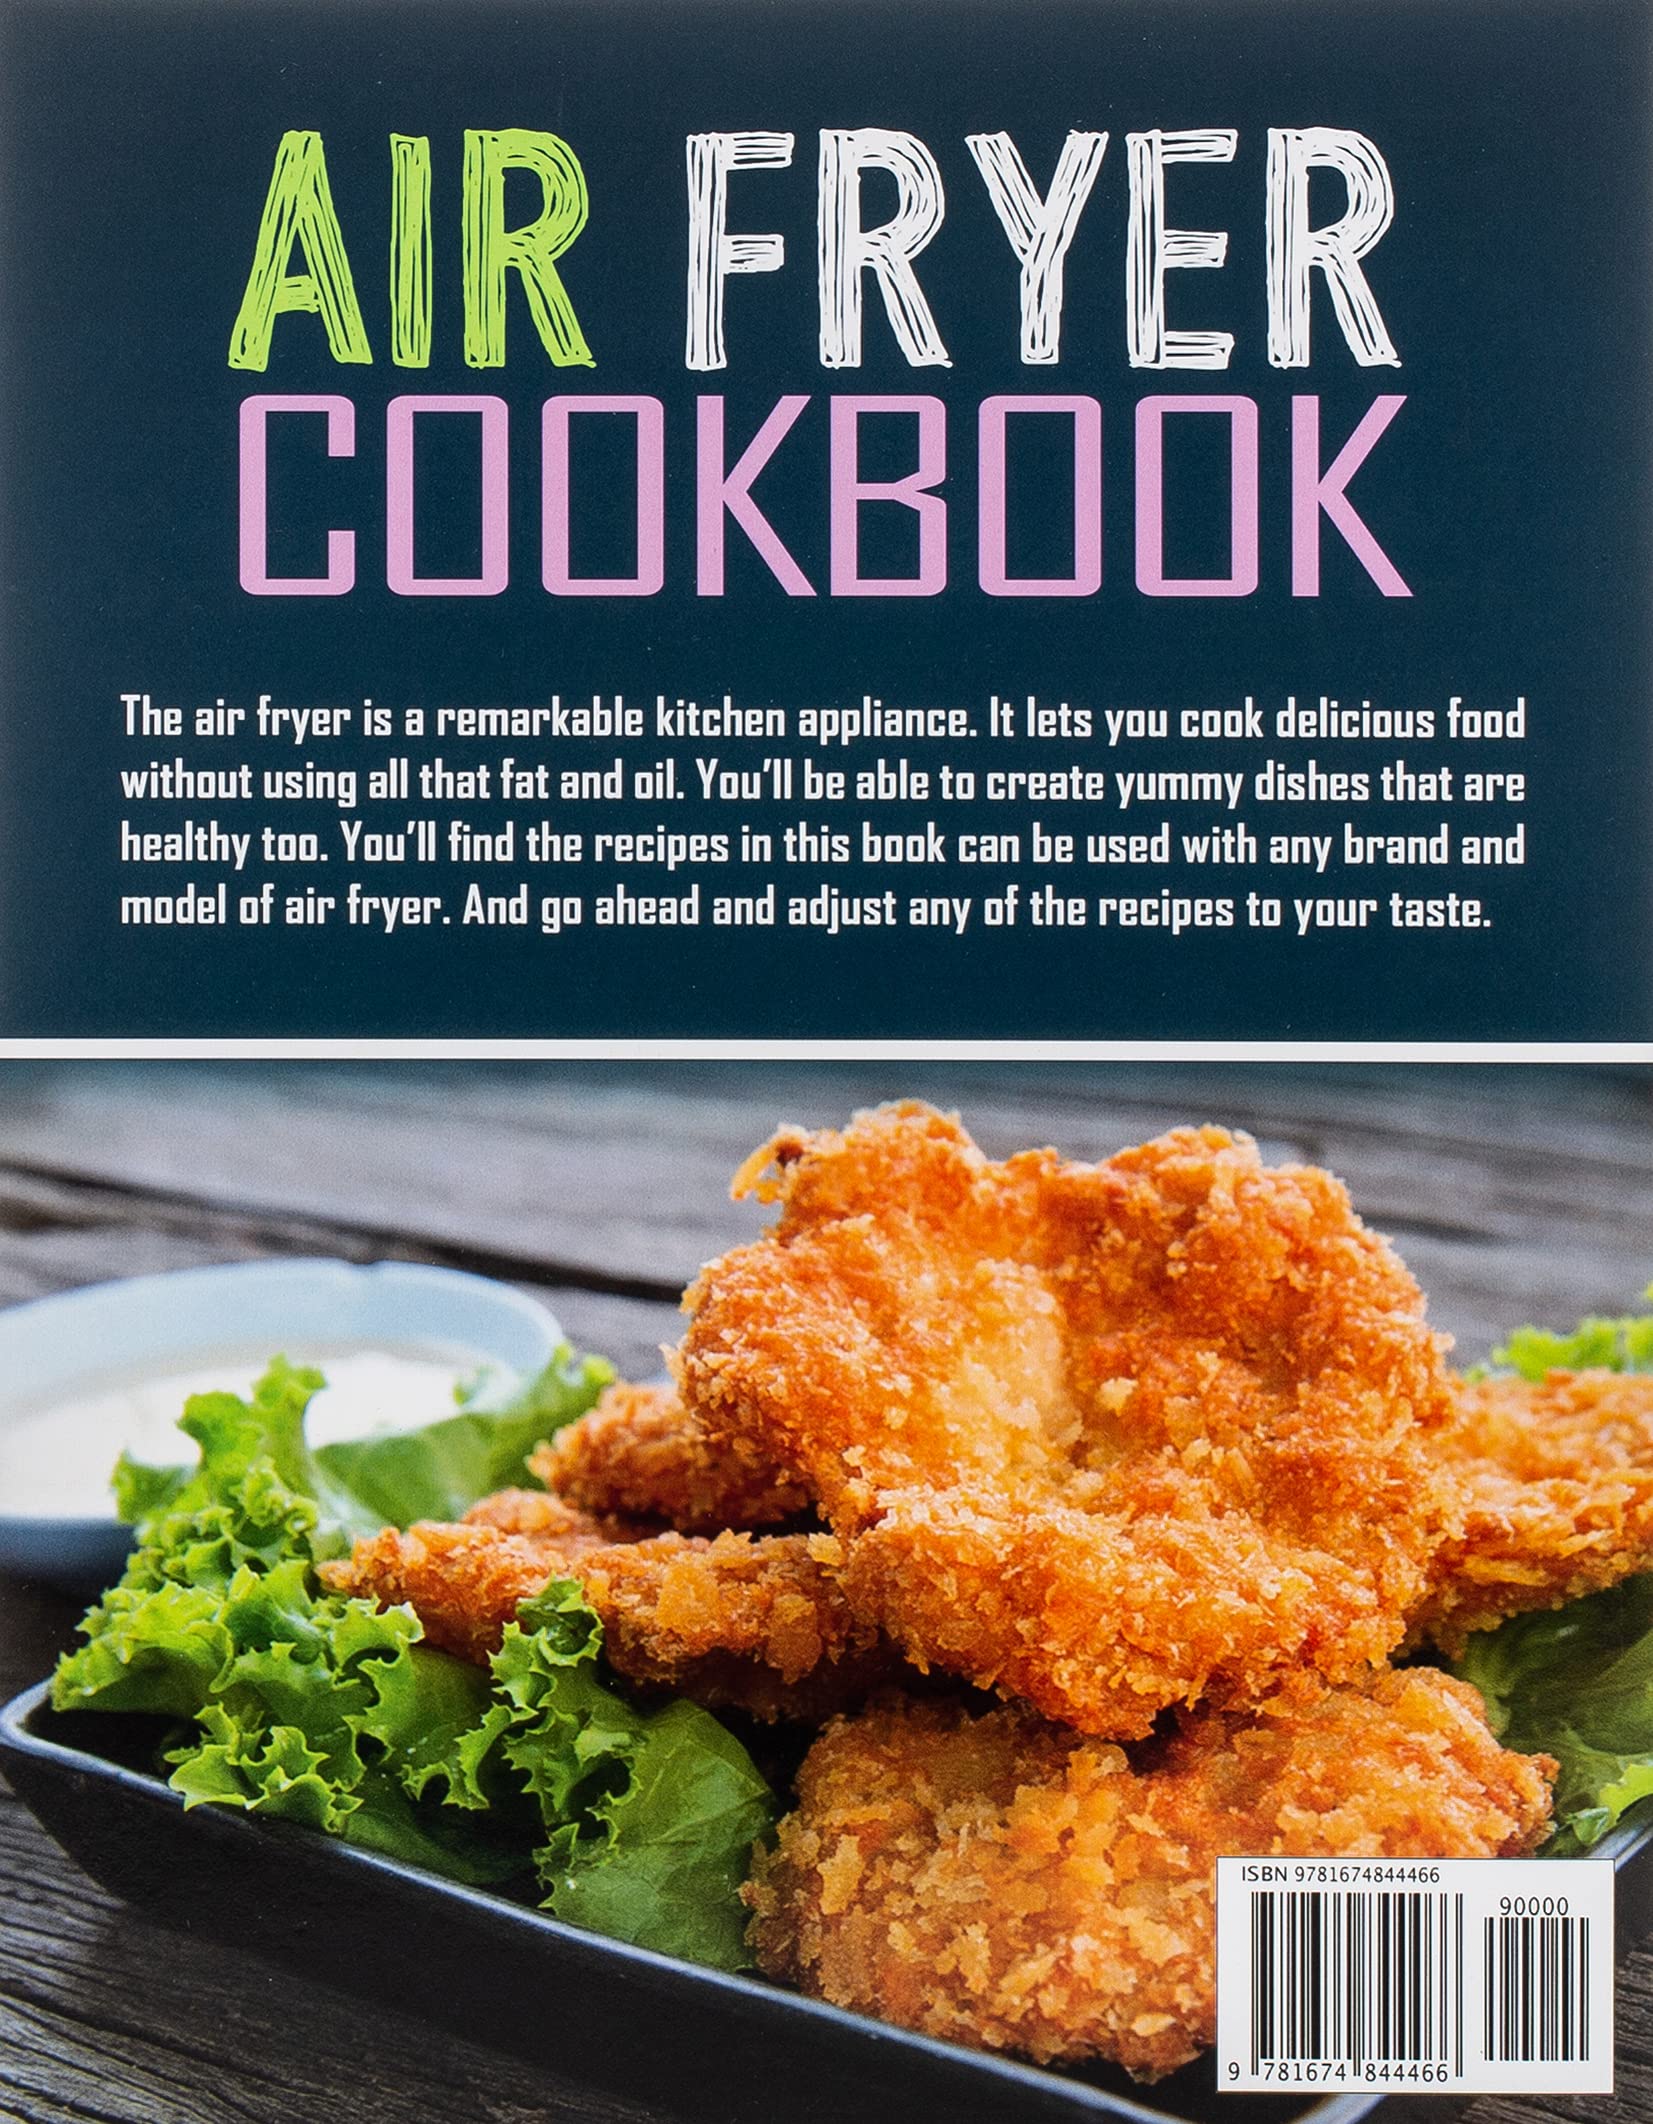 AIR FRYER
COOKBOOK
The air fryer is a remarkable kitchen appliance. It lets you cook delicious food
without using all that fat and oil. You'll be able to create yummy dishes that are
healthy too. You'll find the recipes in this book can be used with any brand and
model of air fryer. And go ahead and adjust any of the recipes to your taste.
ISBN 9781674844466
90000
9 781674 844466